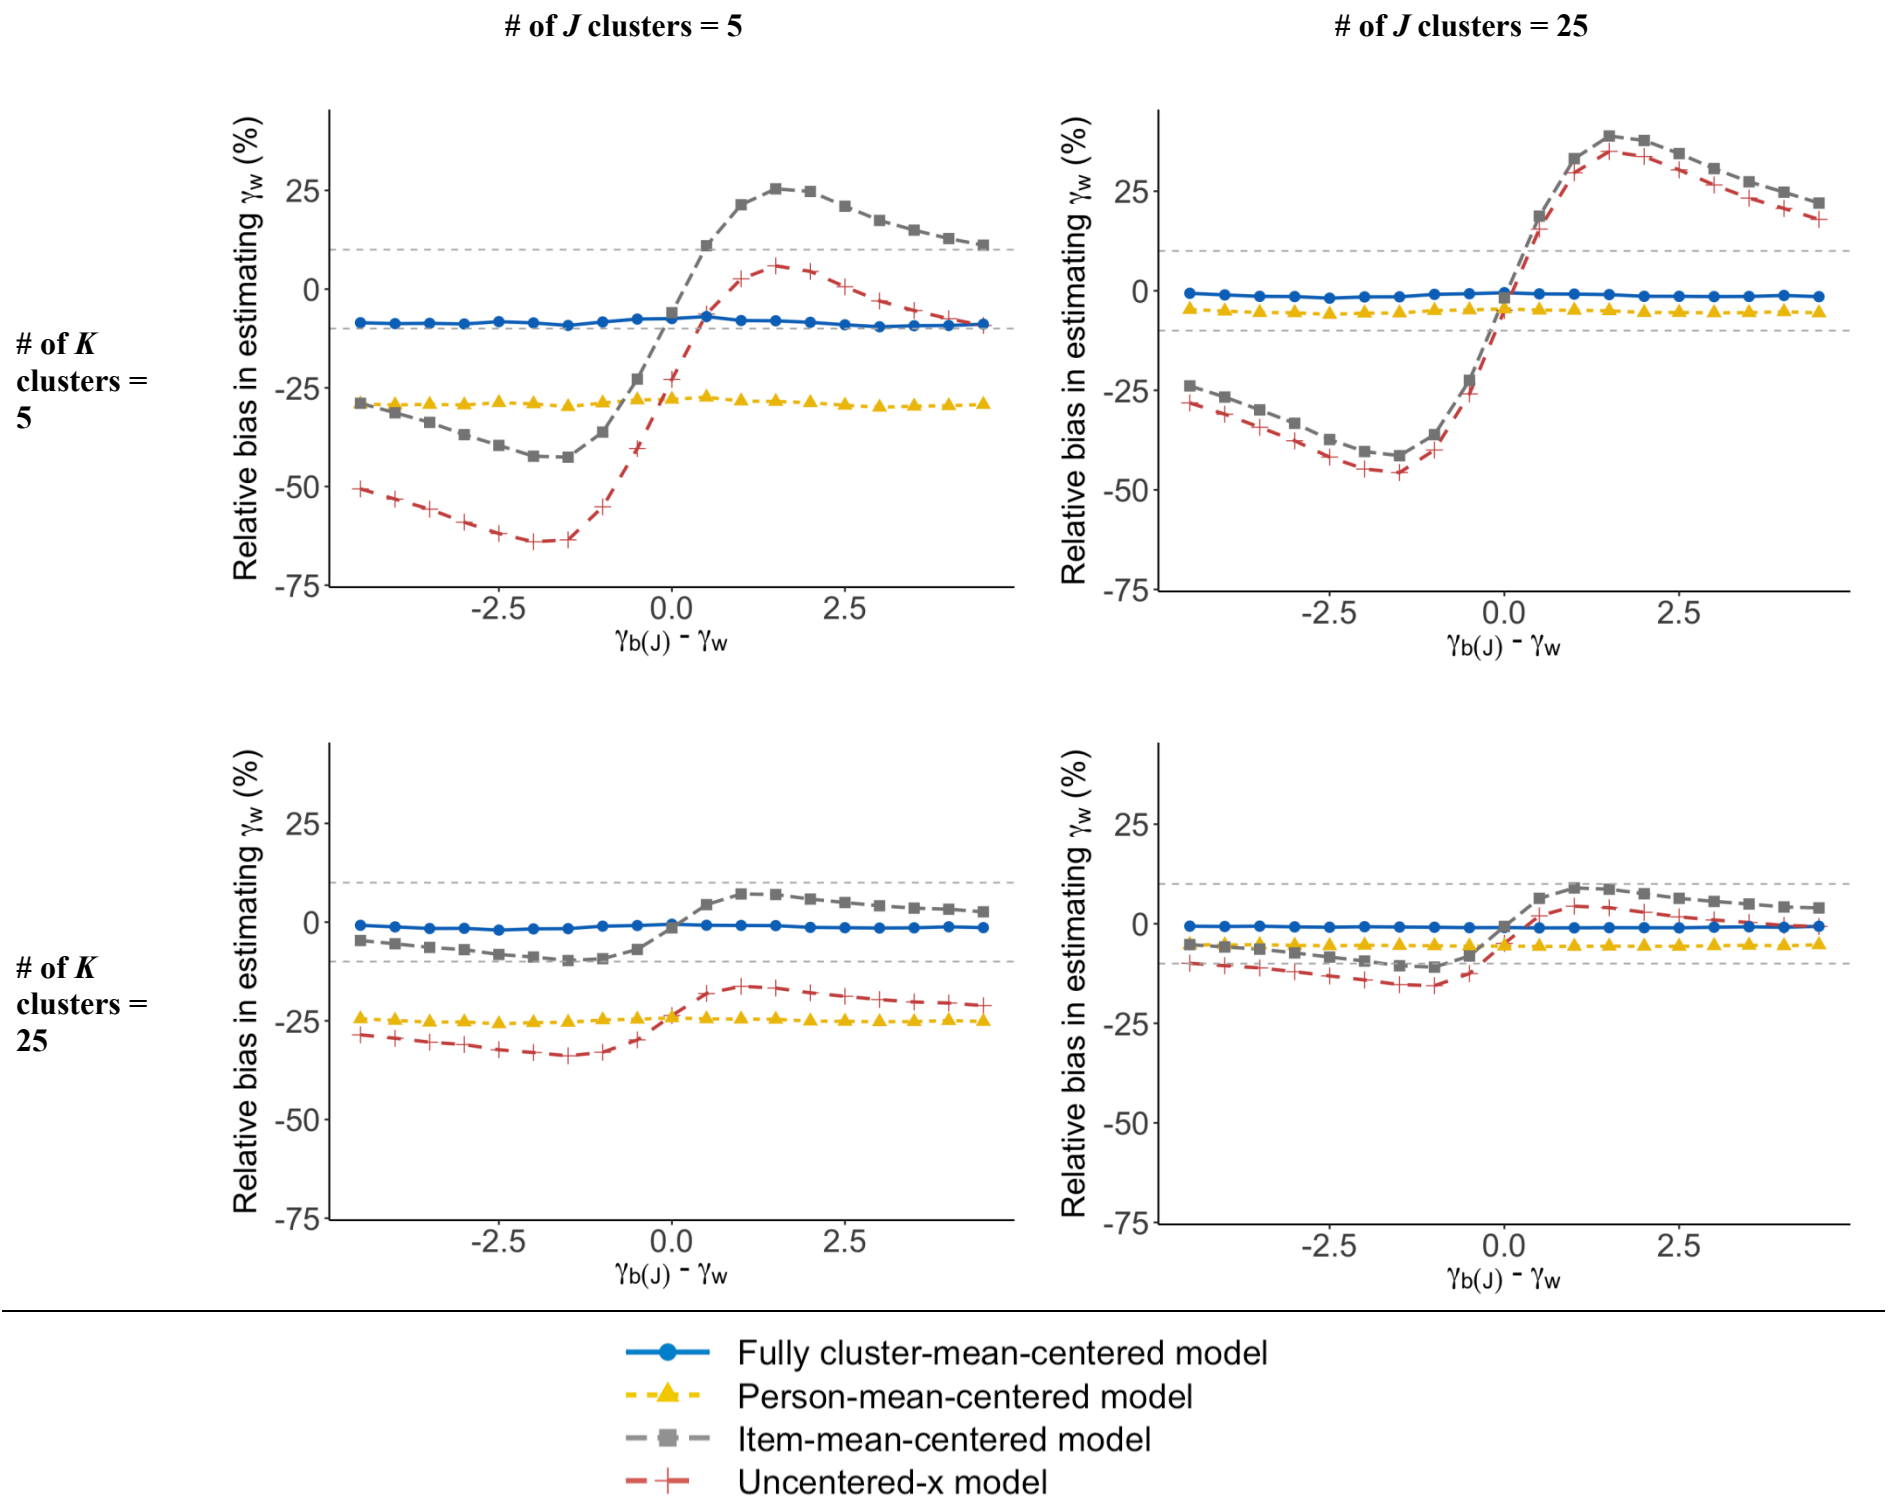 # of J clusters = 5
# of J clusters = 25
# of K
clusters =
5
Relative bias in estimating γw (%)
25
0
-25
-50
-75
-2.5
0.0
2.5
γb(J) - γw
Relative bias in estimating γw (%)
25
0
-25
-50
-75
-2.5
0.0
2.5
γb(J) - γw
# of K
clusters =
25
Relative bias in estimating γw (%)
25
0
-25
-50
-75
-2.5
0.0
2.5
γb(J) - γw
Relative bias in estimating γw (%)
25
0
-25
-50
-75
-2.5
0.0
2.5
γb(J) - γw
Fully cluster-mean-centered model
Person-mean-centered model
Item-mean-centered model
Uncentered-x model